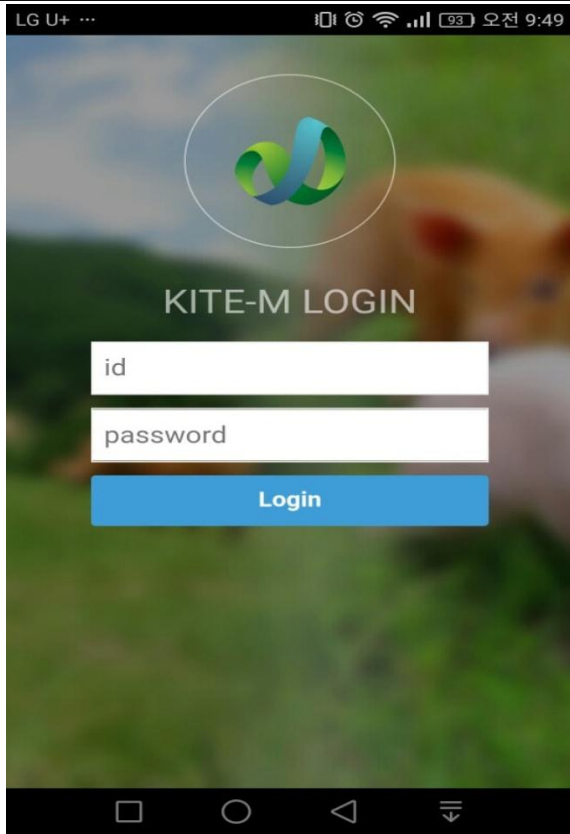 LG U+ ··· 93 오전 9:49
KITE-M LOGIN
id
password
Login